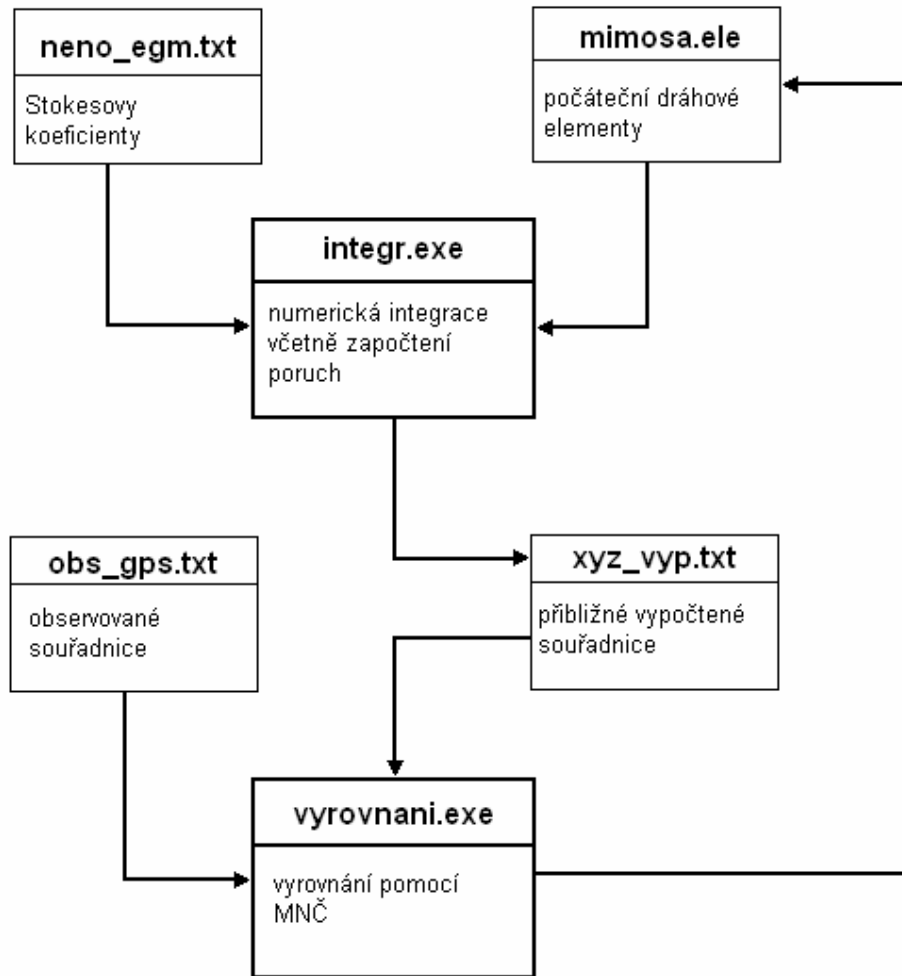 neno_egm.txt
Stokesovy
koeficienty
mimosa.ele
počáteční dráhové
elementy
integr.exe
numerická integrace
včetně započtení
poruch
obs_gps.txt
observované
souřadnice
xyz_vyp.txt
přibližné vypočtené
souřadnice
vyrovnani.exe
vyrovnání pomocí
MNČ